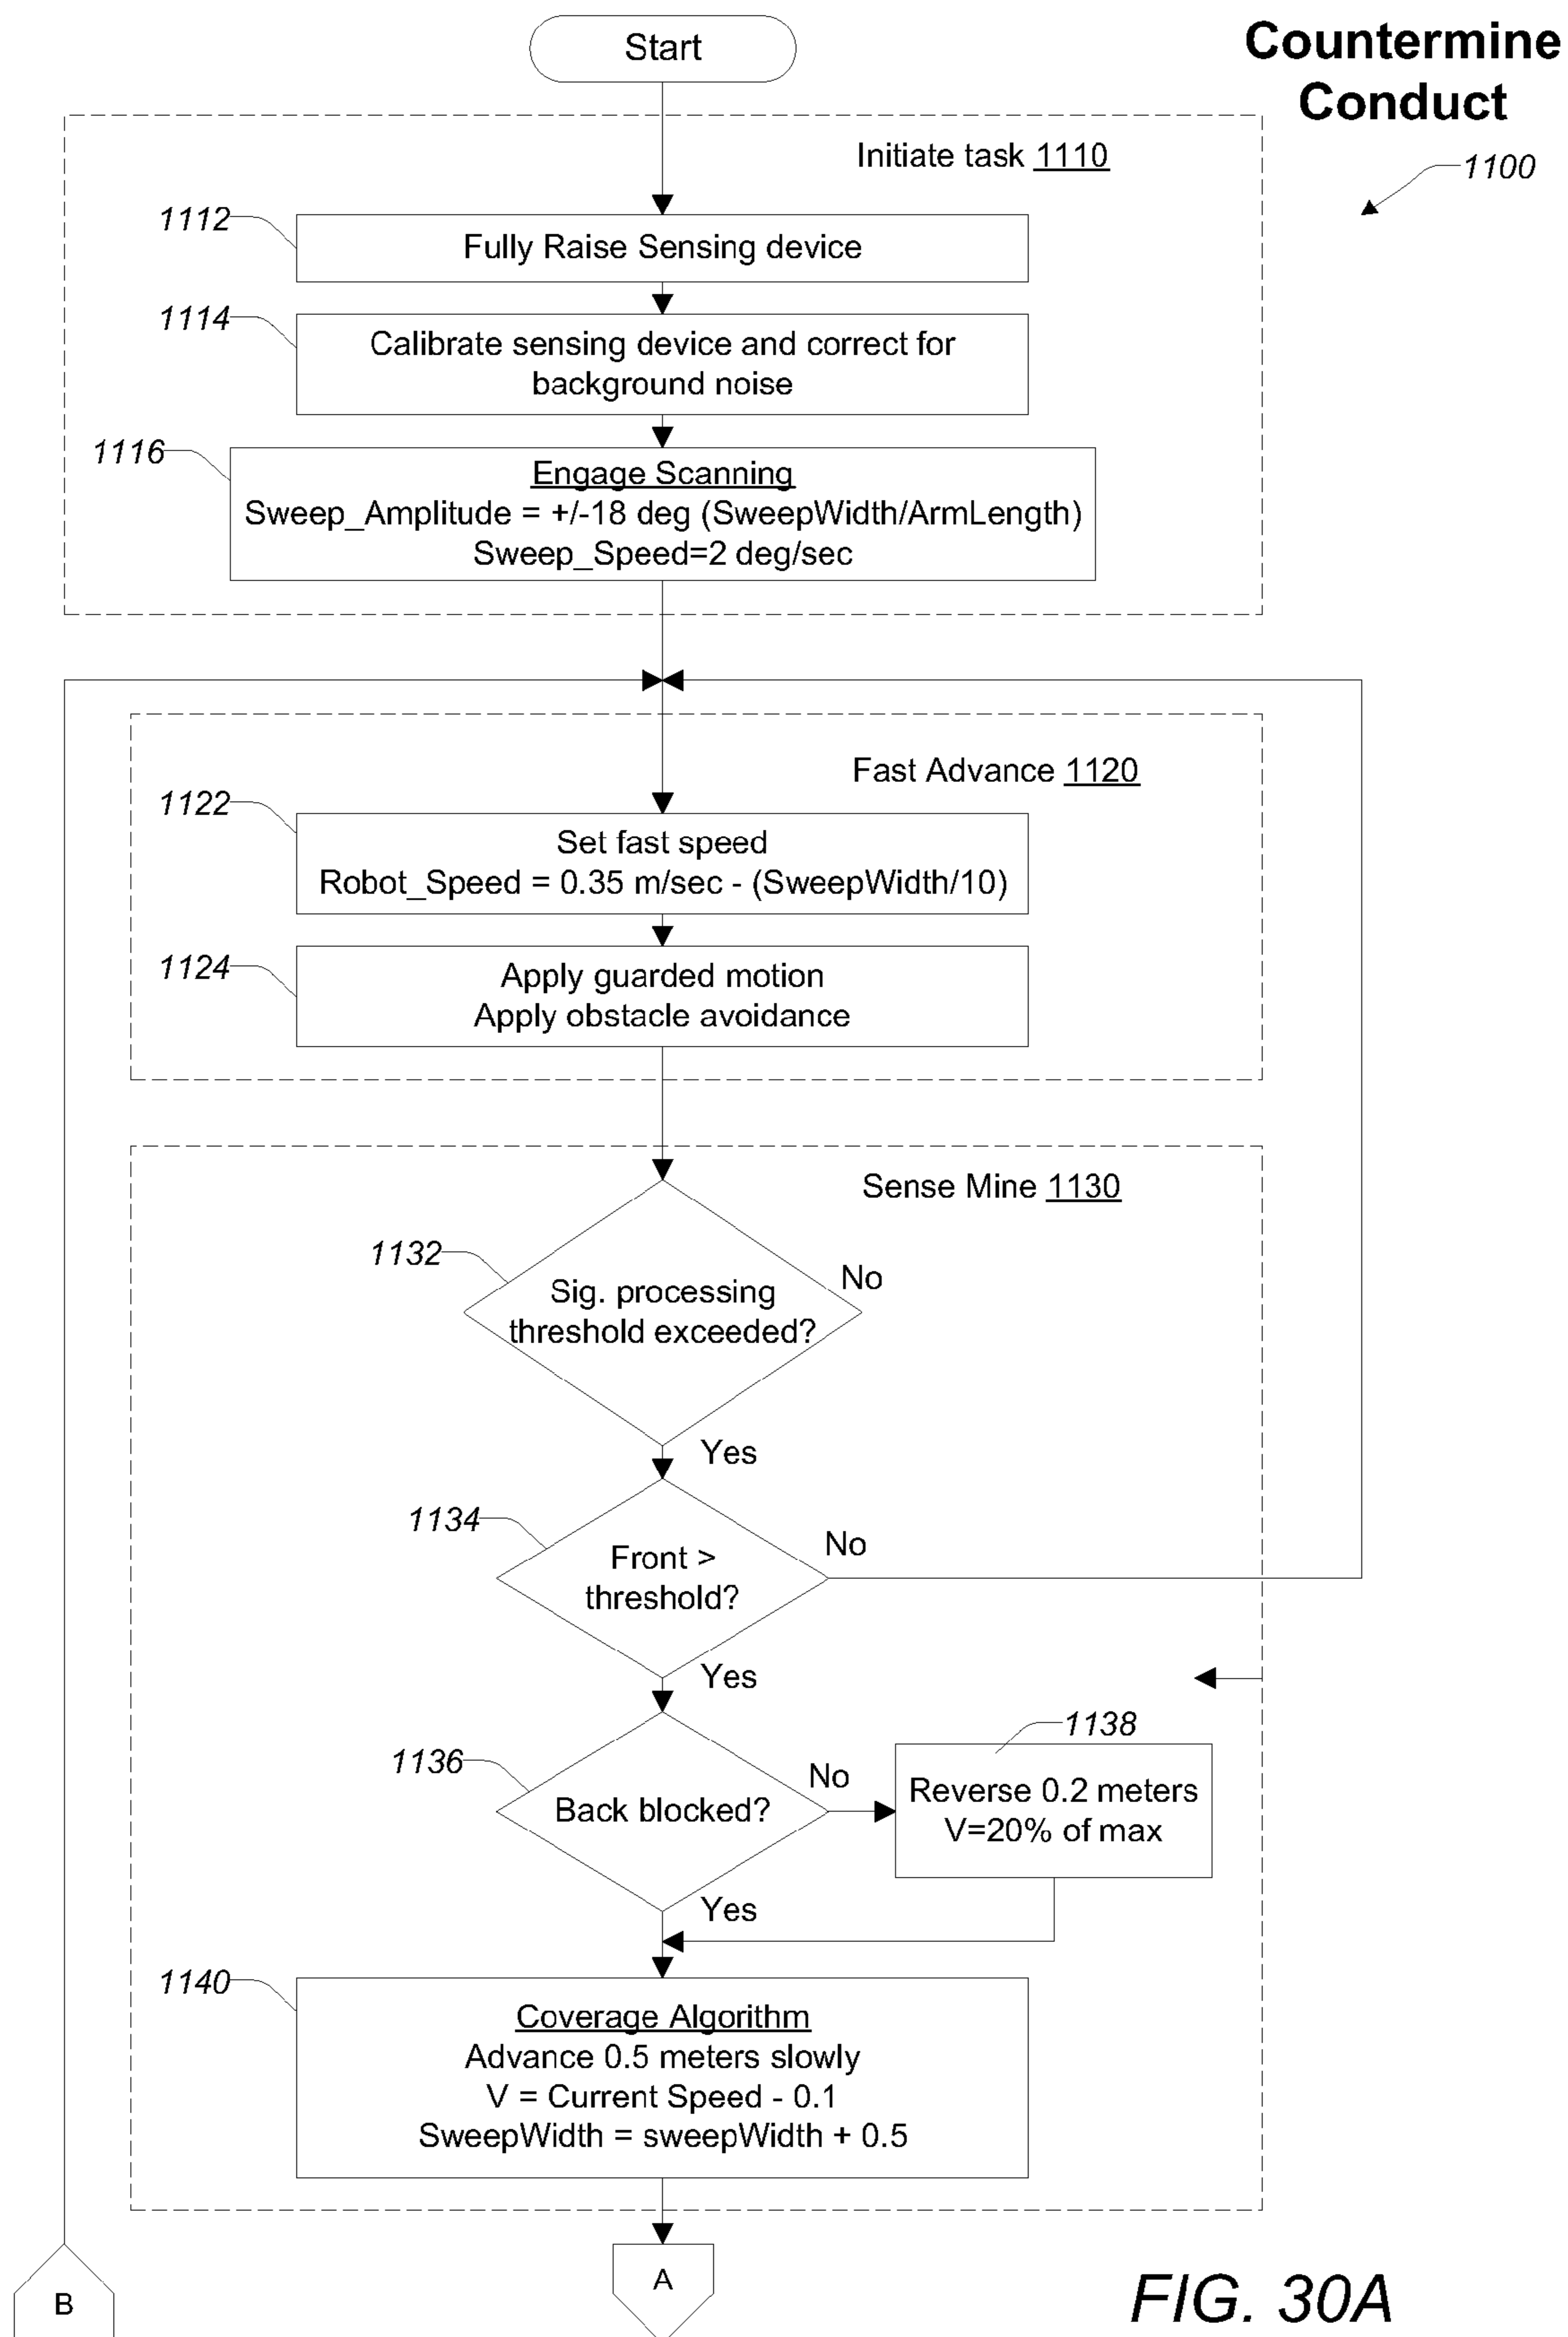 Start
Countermine
Conduct
1100
Initiate task 1110
1112
Fully Raise Sensing device
1114
Calibrate sensing device and correct for
background noise
1116
Engage Scanning
Sweep_Amplitude = +/-18 deg (SweepWidth/ArmLength)
Sweep_Speed=2 deg/sec
Fast Advance 1120
1122
Set fast speed
Robot_Speed = 0.35 m/sec - (SweepWidth/10)
1124
Apply guarded motion
Apply obstacle avoidance
Sense Mine 1130
1132
Sig. processing
threshold exceeded?
No
Yes
1134
Front >
threshold?
No
Yes
1136
Back blocked?
No
1138
Reverse 0.2 meters
V=20% of max
Yes
1140
Coverage Algorithm
Advance 0.5 meters slowly
V = Current Speed - 0.1
SweepWidth = sweepWidth + 0.5
B
A
FIG. 30A